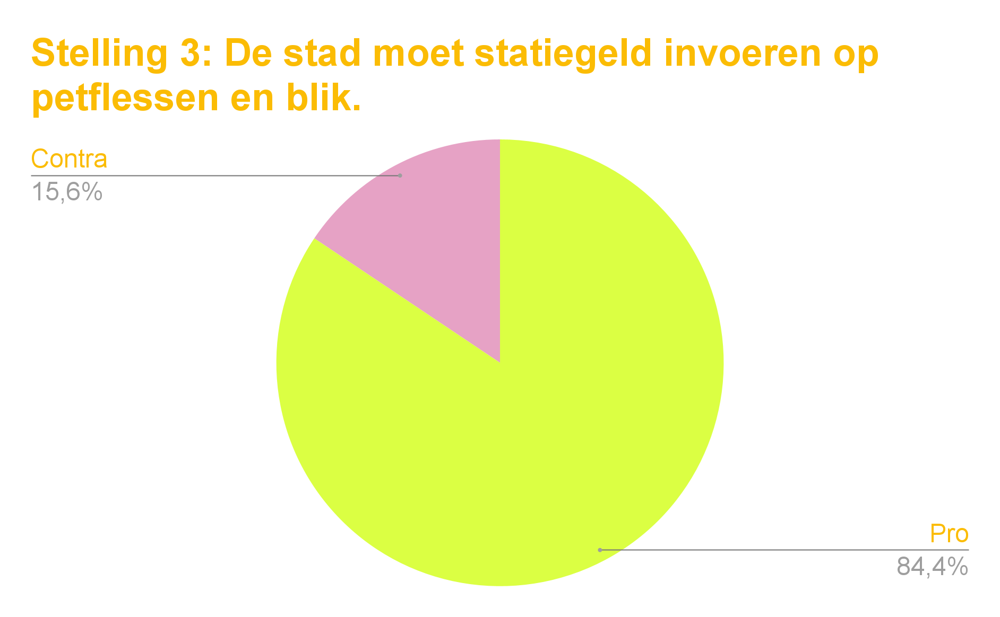 Stelling 3: De stad moet statiegeld invoeren op
petflessen en blik.
Contra
15,6%
Pro
84,4%